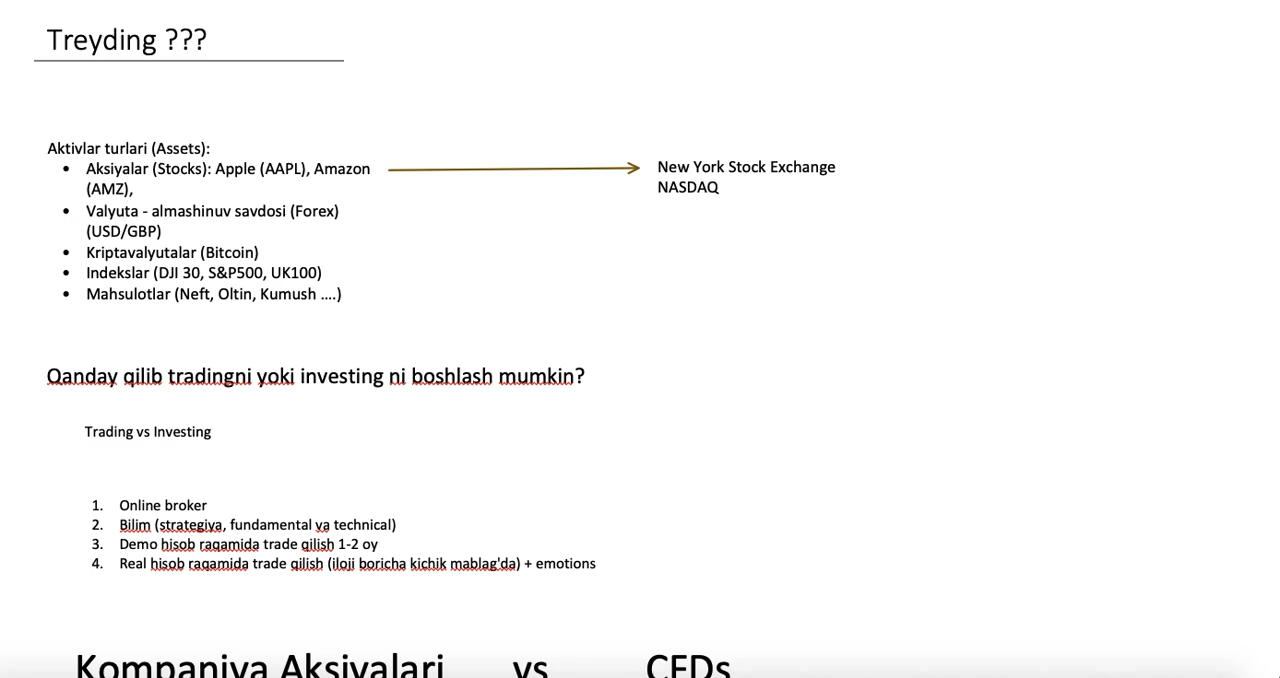 Treyding ???
Aktivlar turlari (Assets):
• Aksiyalar (Stocks): Apple (AAPL), Amazon
(AMZ),
New York Stock Exchange
NASDAQ
• Valyuta - almashinuv savdosi (Forex)
(USD/GBP)
• Kriptavalyutalar (Bitcoin)
• Indekslar (DJI 30, S&P500, UK100)
• Mahsulotlar (Neft, Oltin, Kumush ....)
Qanday qilib tradingni yoki investing ni boshlash mumkin?
Trading vs Investing
1. Online broker
2. Bilim (strategiya, fundamental va technical)
3. Demo hisob raqamida trade qilish 1-2 oy
4. Real hisob raqamida trade qilish (iloji boricha kichik mablag'da) + emotions
Kompaniya Aksiyalari vs CFDs